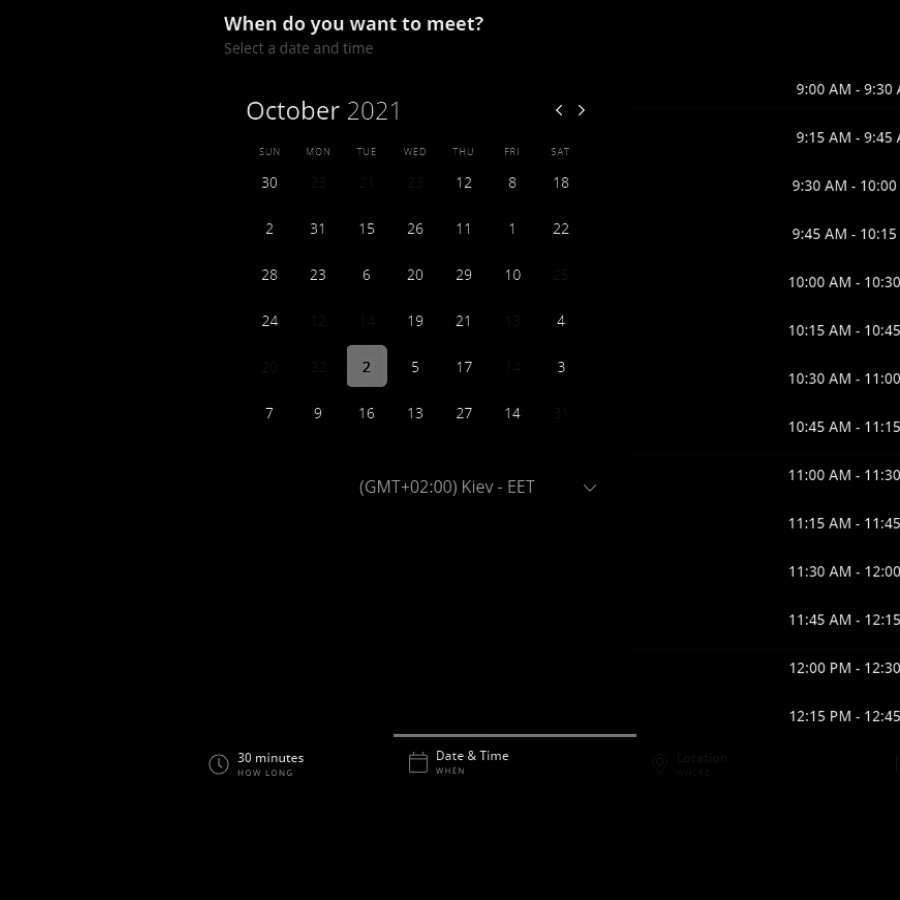 When do you want to meet?
Select a date and time
October 2021
SUN MON TUE WED THU FRI SAT
30 23 21 23 12 8 18
2 31 15 26 11 1 22
28 23 6 20 29 10 25
24 12 14 19 21 13 4
20 22 2 5 17 14 3
7 9 16 13 27 14 31
(GMT+02:00) Kiev - EET
9:00 AM - 9:30 A
9:15 AM - 9:45 A
9:30 AM - 10:00
9:45 AM - 10:15
10:00 AM - 10:30
10:15 AM - 10:45
10:30 AM - 11:00
10:45 AM - 11:15
11:00 AM - 11:30
11:15 AM - 11:45
11:30 AM - 12:00
11:45 AM - 12:15
12:00 PM - 12:30
12:15 PM - 12:45
30 minutes
HOW LONG
Date & Time
WHEN
Location
WHERE